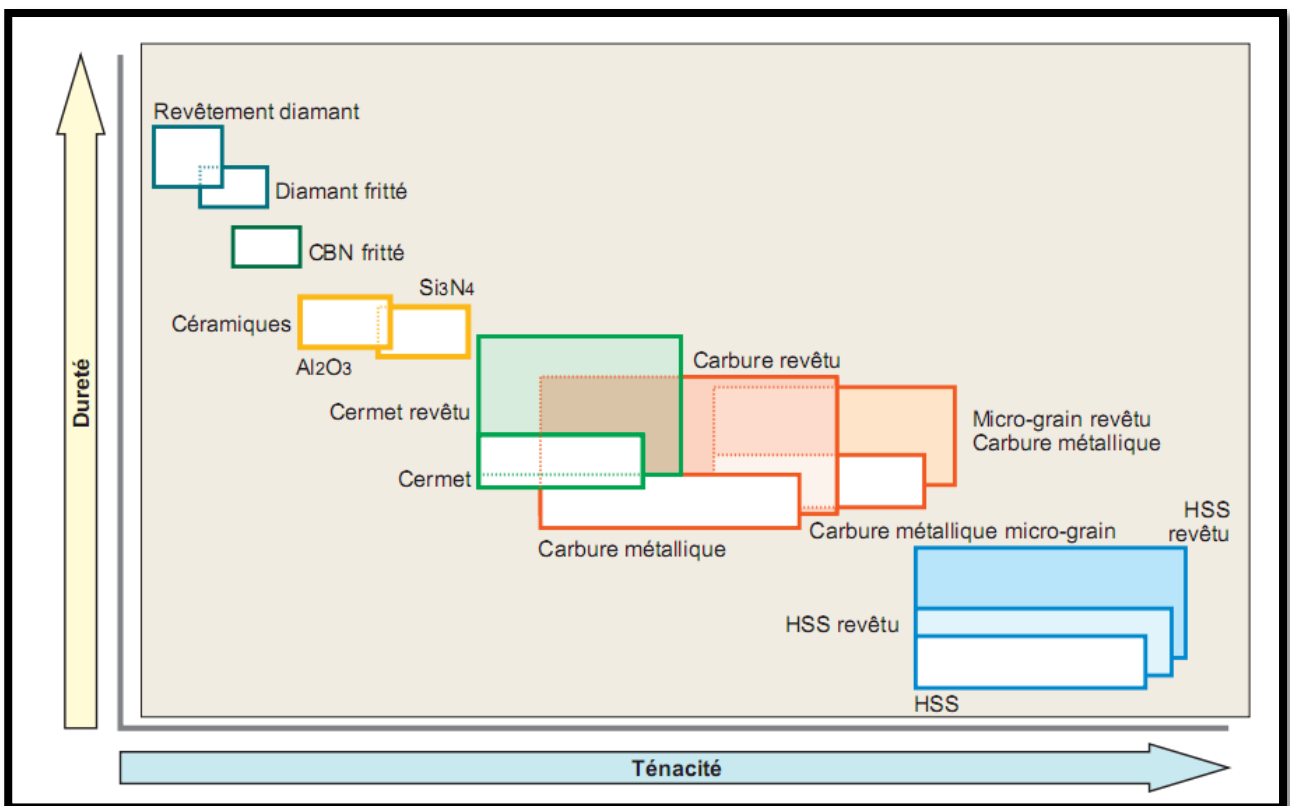 Revêtement diamant
Diamant fritté
CBN fritté
Si3N4
Céramiques
Al2O3
Carbure revêtu
Cermet revêtu
Micro-grain revêtu
Carbure métallique
Cermet
HSS
revêtu
Carbure métallique micro-grain
Carbure métallique
HSS revêtu
HSS
Dureté
Ténacité